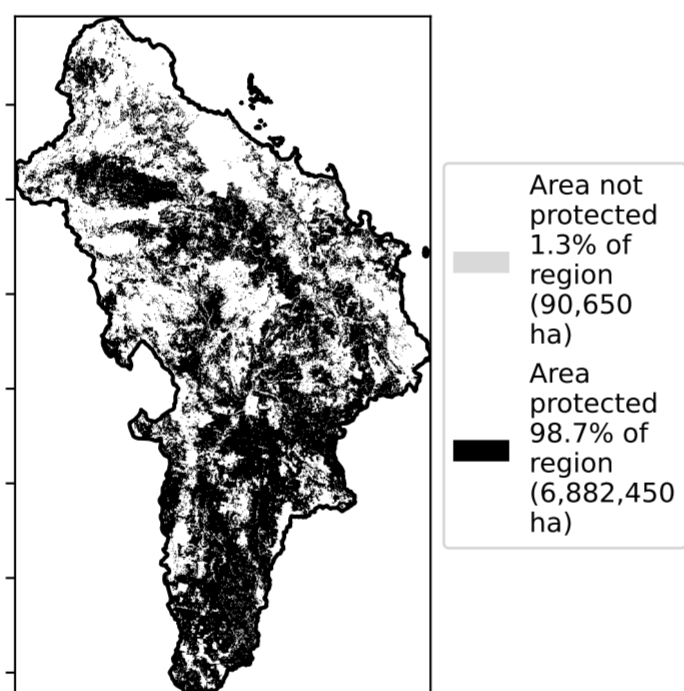 Area not
protected
1.3% of
region
(90,650
ha)
Area
protected
98.7% of
region
(6,882,450
ha)